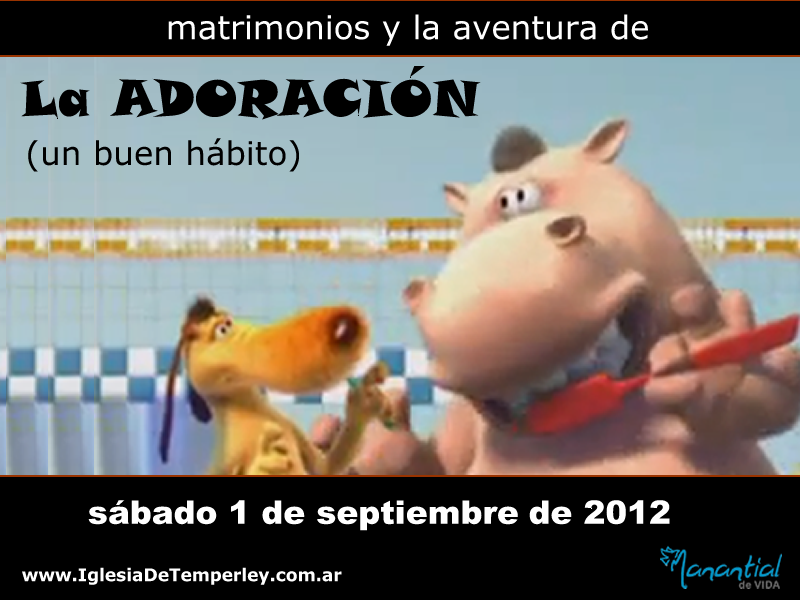 matrimonios y la aventura de
La ADORACIÓN
(un buen hábito)
sábado 1 de septiembre de 2012
www.IglesiaDeTemperley.com.ar
Manantial
de VIDA